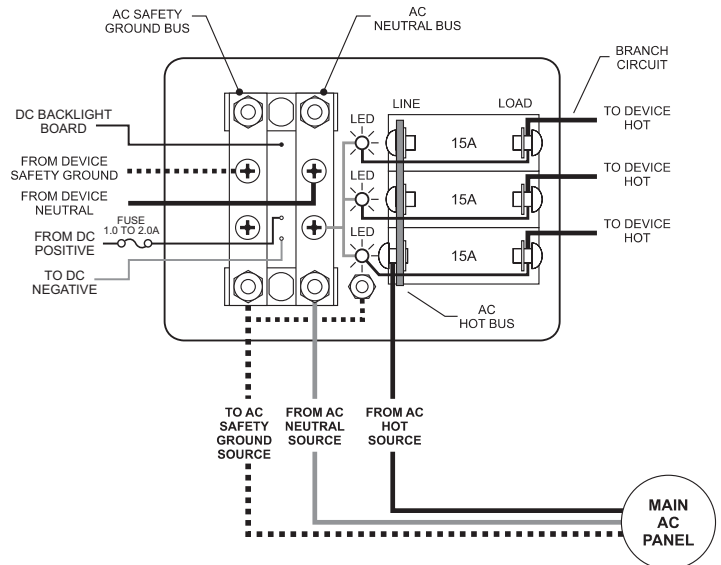 AC SAFETY
GROUND BUS
AC
NEUTRAL BUS
BRANCH
CIRCUIT
LINE
LOAD
DC BACKLIGHT
BOARD
LED
15A
TO DEVICE
HOT
FROM DEVICE
SAFETY GROUND
LED
15A
TO DEVICE
HOT
FROM DEVICE
NEUTRAL
FUSE
1.0 TO 2.0A
FROM DC
POSITIVE
LED
15A
TO DEVICE
HOT
TO DC
NEGATIVE
AC
HOT BUS
TO AC
SAFETY
GROUND
SOURCE
FROM AC
NEUTRAL
SOURCE
FROM AC
HOT
SOURCE
MAIN
AC
PANEL